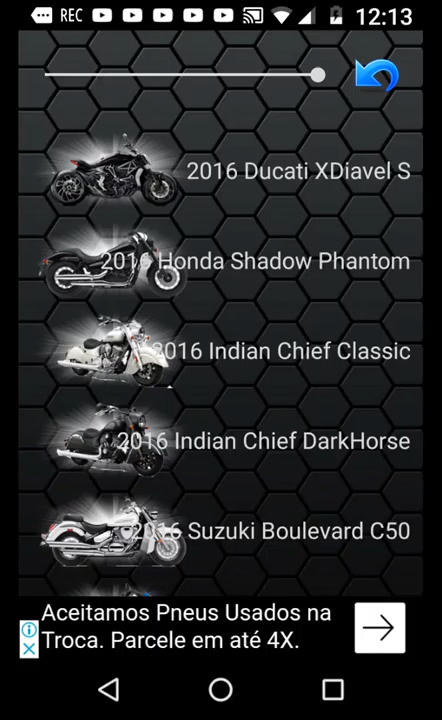 REC 12:13
2016 Ducati XDiavel S
2016 Honda Shadow Phantom
2016 Indian Chief Classic
2016 Indian Chief DarkHorse
2016 Suzuki Boulevard C50
Aceitamos Pneus Usados na
Troca. Parcele em até 4X.